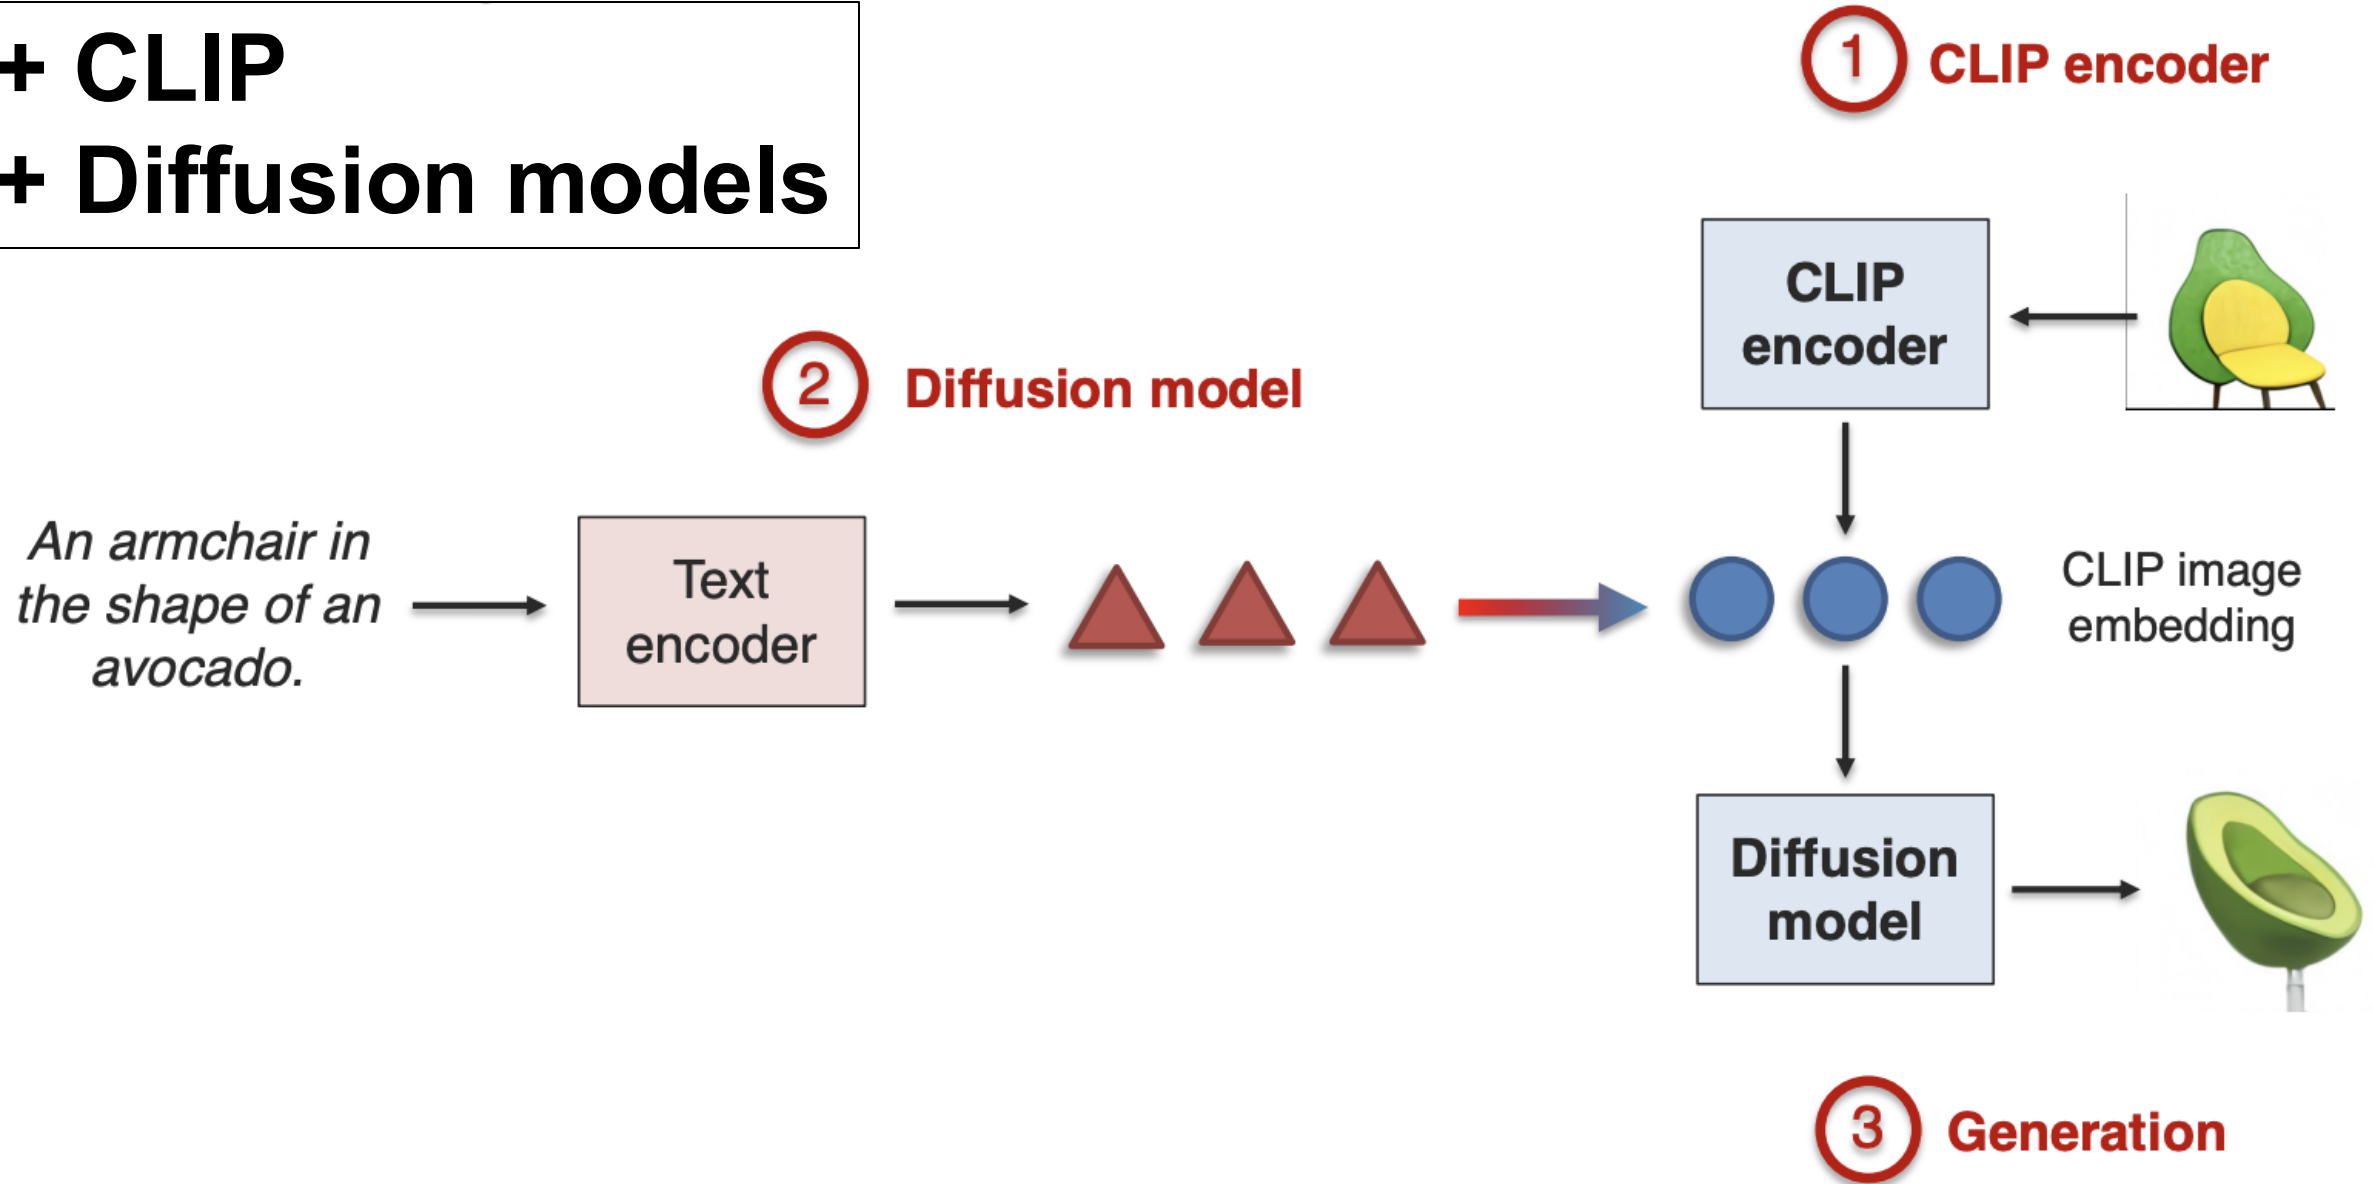 + CLIP
+ Diffusion models
1 CLIP encoder
CLIP
encoder
2 Diffusion model
An armchair in
the shape of an
avocado.
Text
encoder
CLIP image
embedding
Diffusion
model
3 Generation